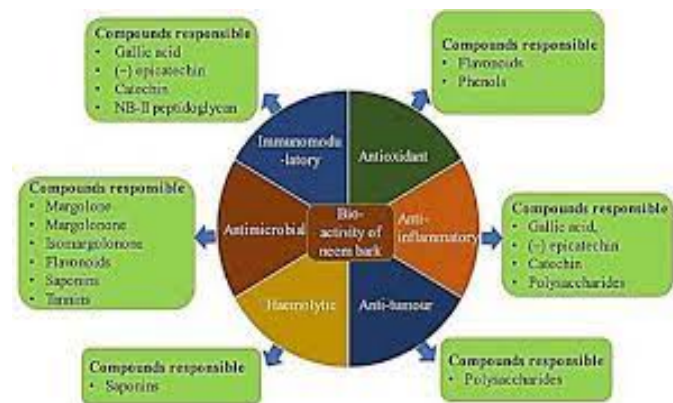 Compounds responsible
• Gallic acid
• (−) epicatechin
• Catechin
• NB-II peptidoglycan
Compounds responsible
• Flavonoids
• Phenols
Immunomodu
-latory
Antioxidant
Compounds responsible
• Margolone
• Margolonone
• Isomargolonone
• Flavonoids
• Saponins
• Tannins
Antimicrobial
Bio-
activity of
neem bark
Anti-
inflammatory
Compounds responsible
• Gallic acid,
• (−) epicatechin
• Catechin
• Polysaccharides
Haemolytic
Anti-tumour
Compounds responsible
• Saponins
Compounds responsible
• Polysaccharides